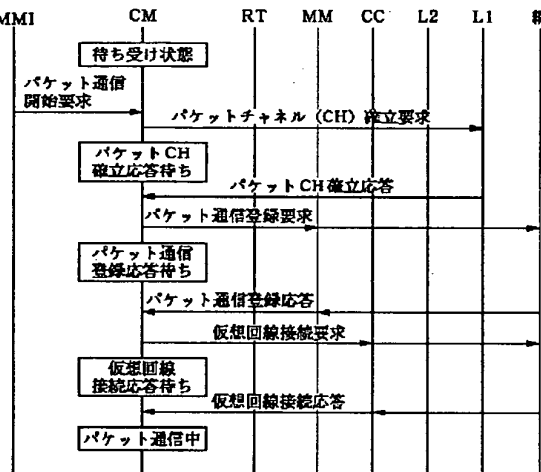 MMI CM RT MM CC L2 L1
待ち受け状態
パケット通信
開始要求
パケットチャネル（CH）確立要求
パケットCH
確立応答待ち
パケットCH確立応答
パケット通信登録要求
パケット通信
登録応答待ち
パケット通信登録応答
仮想回線接続要求
仮想回線
接続応答待ち
仮想回線接続応答
パケット通信中